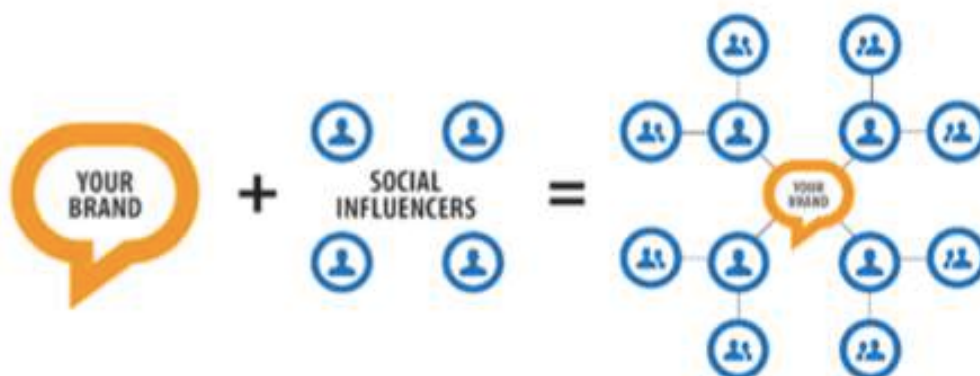 YOUR
BRAND
+
SOCIAL
INFLUENCERS
=
YOUR
BRAND